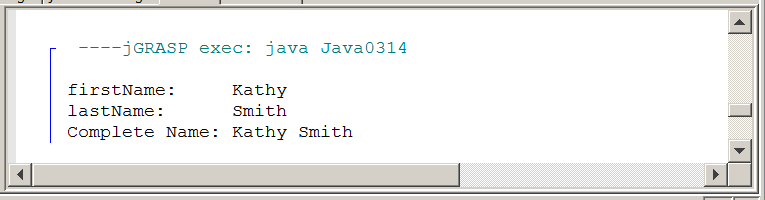 ----jGRASP exec: java Java0314
firstName:     Kathy
lastName:      Smith
Complete Name: Kathy Smith